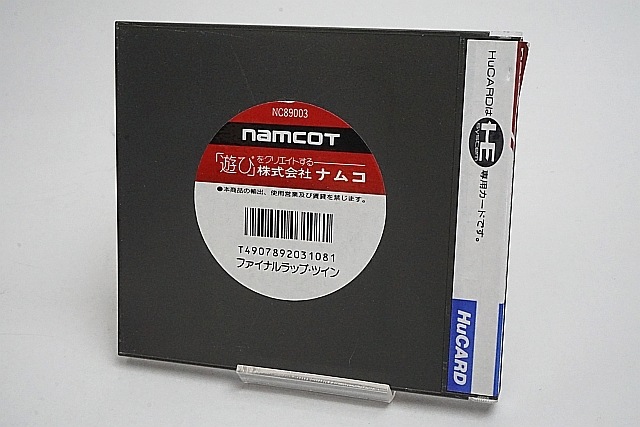 NC89003
namcot
「遊び」をクリエイトする
株式会社ナムコ
●本商品の輸出、使用営業及び賃貸を禁じます。
T4907892031081
ファイナルラップ・ツイン
HuCARDは
HE
SYSTEM
専用カードです。
HuCARD